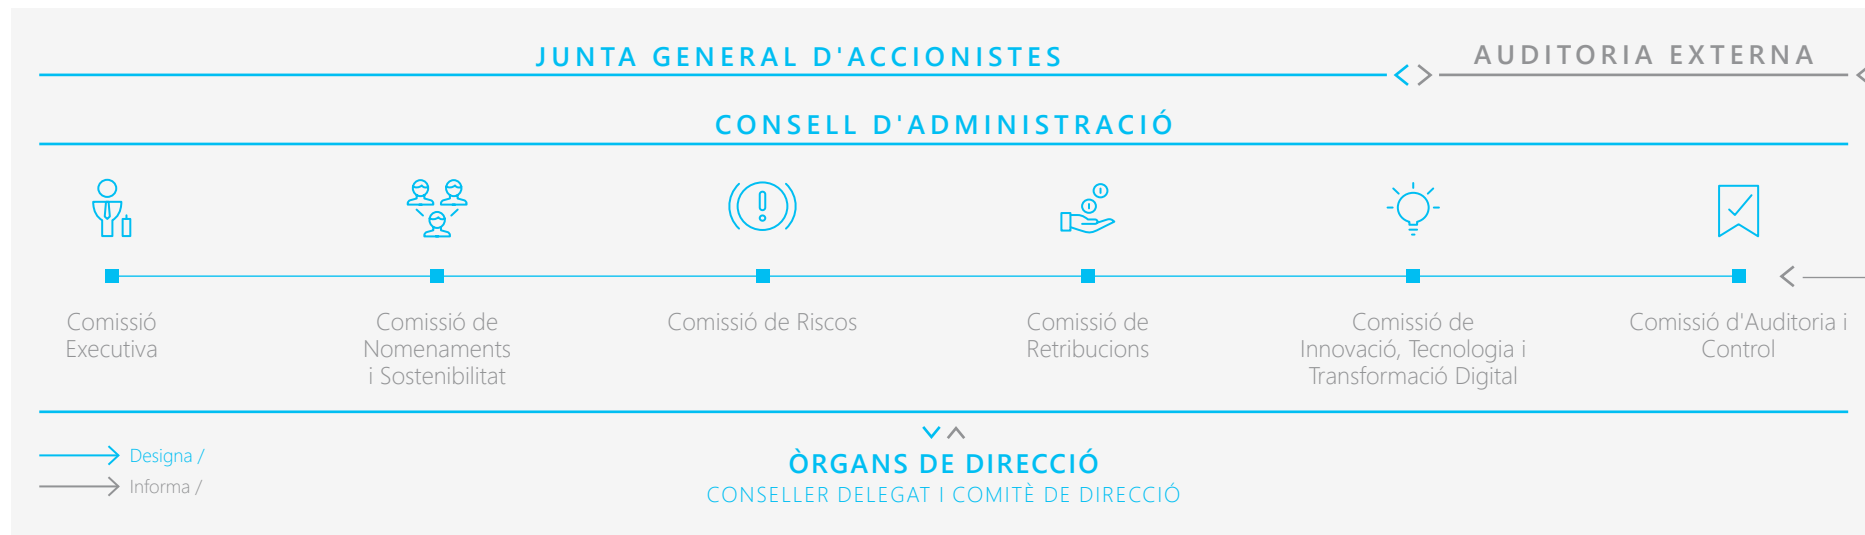 JUNTA GENERAL D'ACCIONISTES
AUDITORIA EXTERNA
CONSELL D'ADMINISTRACIÓ
Comissió
Executiva
Comissió de
Nomenaments
i Sostenibilitat
Comissió de Riscos
Comissió de
Retribucions
Comissió de
Innovació, Tecnologia i
Transformació Digital
Comissió d'Auditoria i
Control
Designa /
Informa /
ÒRGANS DE DIRECCIÓ
CONSELLER DELEGAT I COMITÈ DE DIRECCIÓ